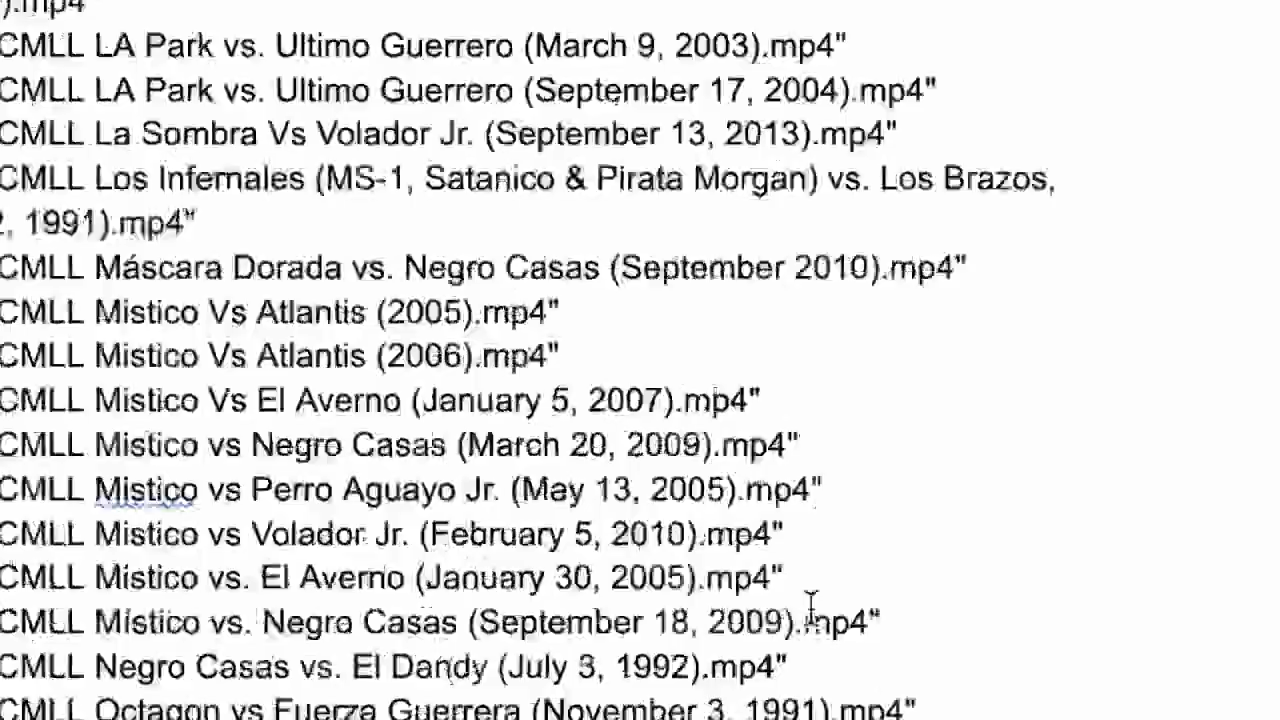 ).mp4"
CMLL LA Park vs. Ultimo Guerrero (March 9, 2003).mp4"
CMLL LA Park vs. Ultimo Guerrero (September 17, 2004).mp4"
CMLL La Sombra Vs Volador Jr. (September 13, 2013).mp4"
CMLL Los Infernales (MS-1, Satanico & Pirata Morgan) vs. Los Brazos,
, 1991).mp4"
CMLL Máscara Dorada vs. Negro Casas (September 2010).mp4"
CMLL Mistico Vs Atlantis (2005).mp4"
CMLL Mistico Vs Atlantis (2006).mp4"
CMLL Mistico Vs El Averno (January 5, 2007).mp4"
CMLL Mistico vs Negro Casas (March 20, 2009).mp4"
CMLL Mistico vs Perro Aguayo Jr. (May 13, 2005).mp4"
CMLL Mistico vs Volador Jr. (February 5, 2010).mp4"
CMLL Místico vs. El Averno (January 30, 2005).mp4"
CMLL Místico vs. Negro Casas (September 18, 2009).mp4"
CMLL Negro Casas vs. El Dandy (July 3, 1992).mp4"
CMLL Octagon vs Fuerza Guerrera (November 3, 1991).mp4"